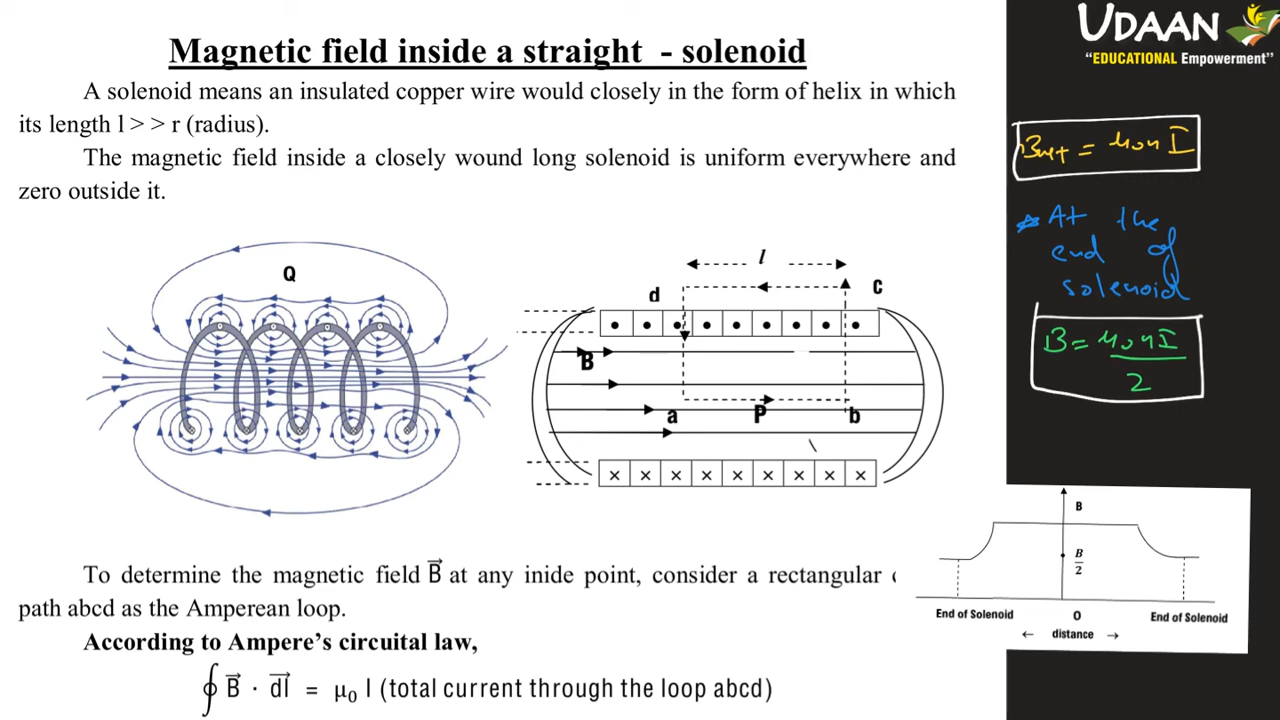 Magnetic field inside a straight - solenoid
A solenoid means an insulated copper wire would closely in the form of helix in which
its length l > > r (radius).
The magnetic field inside a closely wound long solenoid is uniform everywhere and
zero outside it.
Q
l
d
c
B
a
P
b
To determine the magnetic field B⃗ at any inide point, consider a rectangular c
path abcd as the Amperean loop.
According to Ampere's circuital law,
∮ B⃗ · dl⃗ = μ₀ I (total current through the loop abcd)
UDAAN
"EDUCATIONAL Empowerment"
= μ₀nI
At the
end of
solenoid
B = μ₀nI
2
B
B
2
End of Solenoid
O
End of Solenoid
← distance →